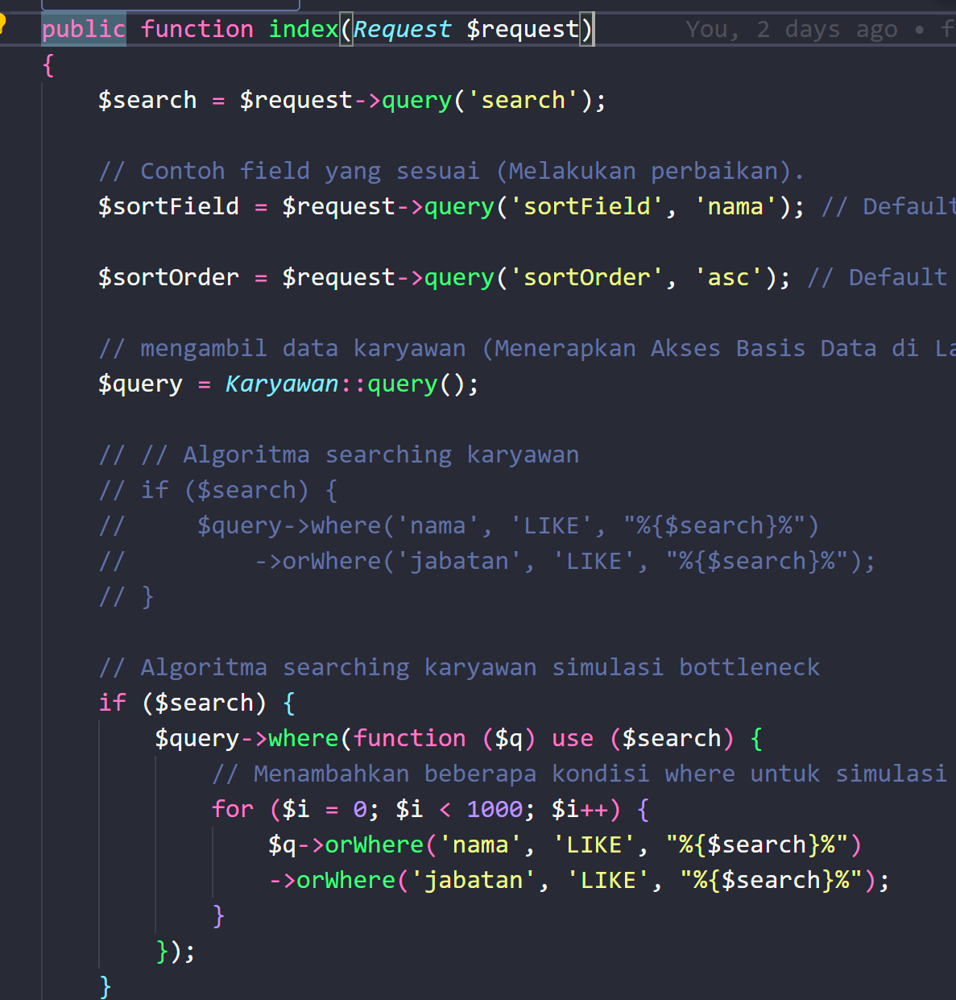 public function index(Request $request) You, 2 days ago •
{
    $search = $request->query('search');

    // Contoh field yang sesuai (Melakukan perbaikan).
    $sortField = $request->query('sortField', 'nama'); // Default

    $sortOrder = $request->query('sortOrder', 'asc'); // Default

    // mengambil data karyawan (Menerapkan Akses Basis Data di La
    $query = Karyawan::query();

    // // Algoritma searching karyawan
    // if ($search) {
    //     $query->where('nama', 'LIKE', "%{$search}%")
    //         ->orWhere('jabatan', 'LIKE', "%{$search}%");
    // }

    // Algoritma searching karyawan simulasi bottleneck
    if ($search) {
        $query->where(function ($q) use ($search) {
            // Menambahkan beberapa kondisi where untuk simulasi
            for ($i = 0; $i < 1000; $i++) {
                $q->orWhere('nama', 'LIKE', "%{$search}%")
                ->orWhere('jabatan', 'LIKE', "%{$search}%");
            }
        });
    }